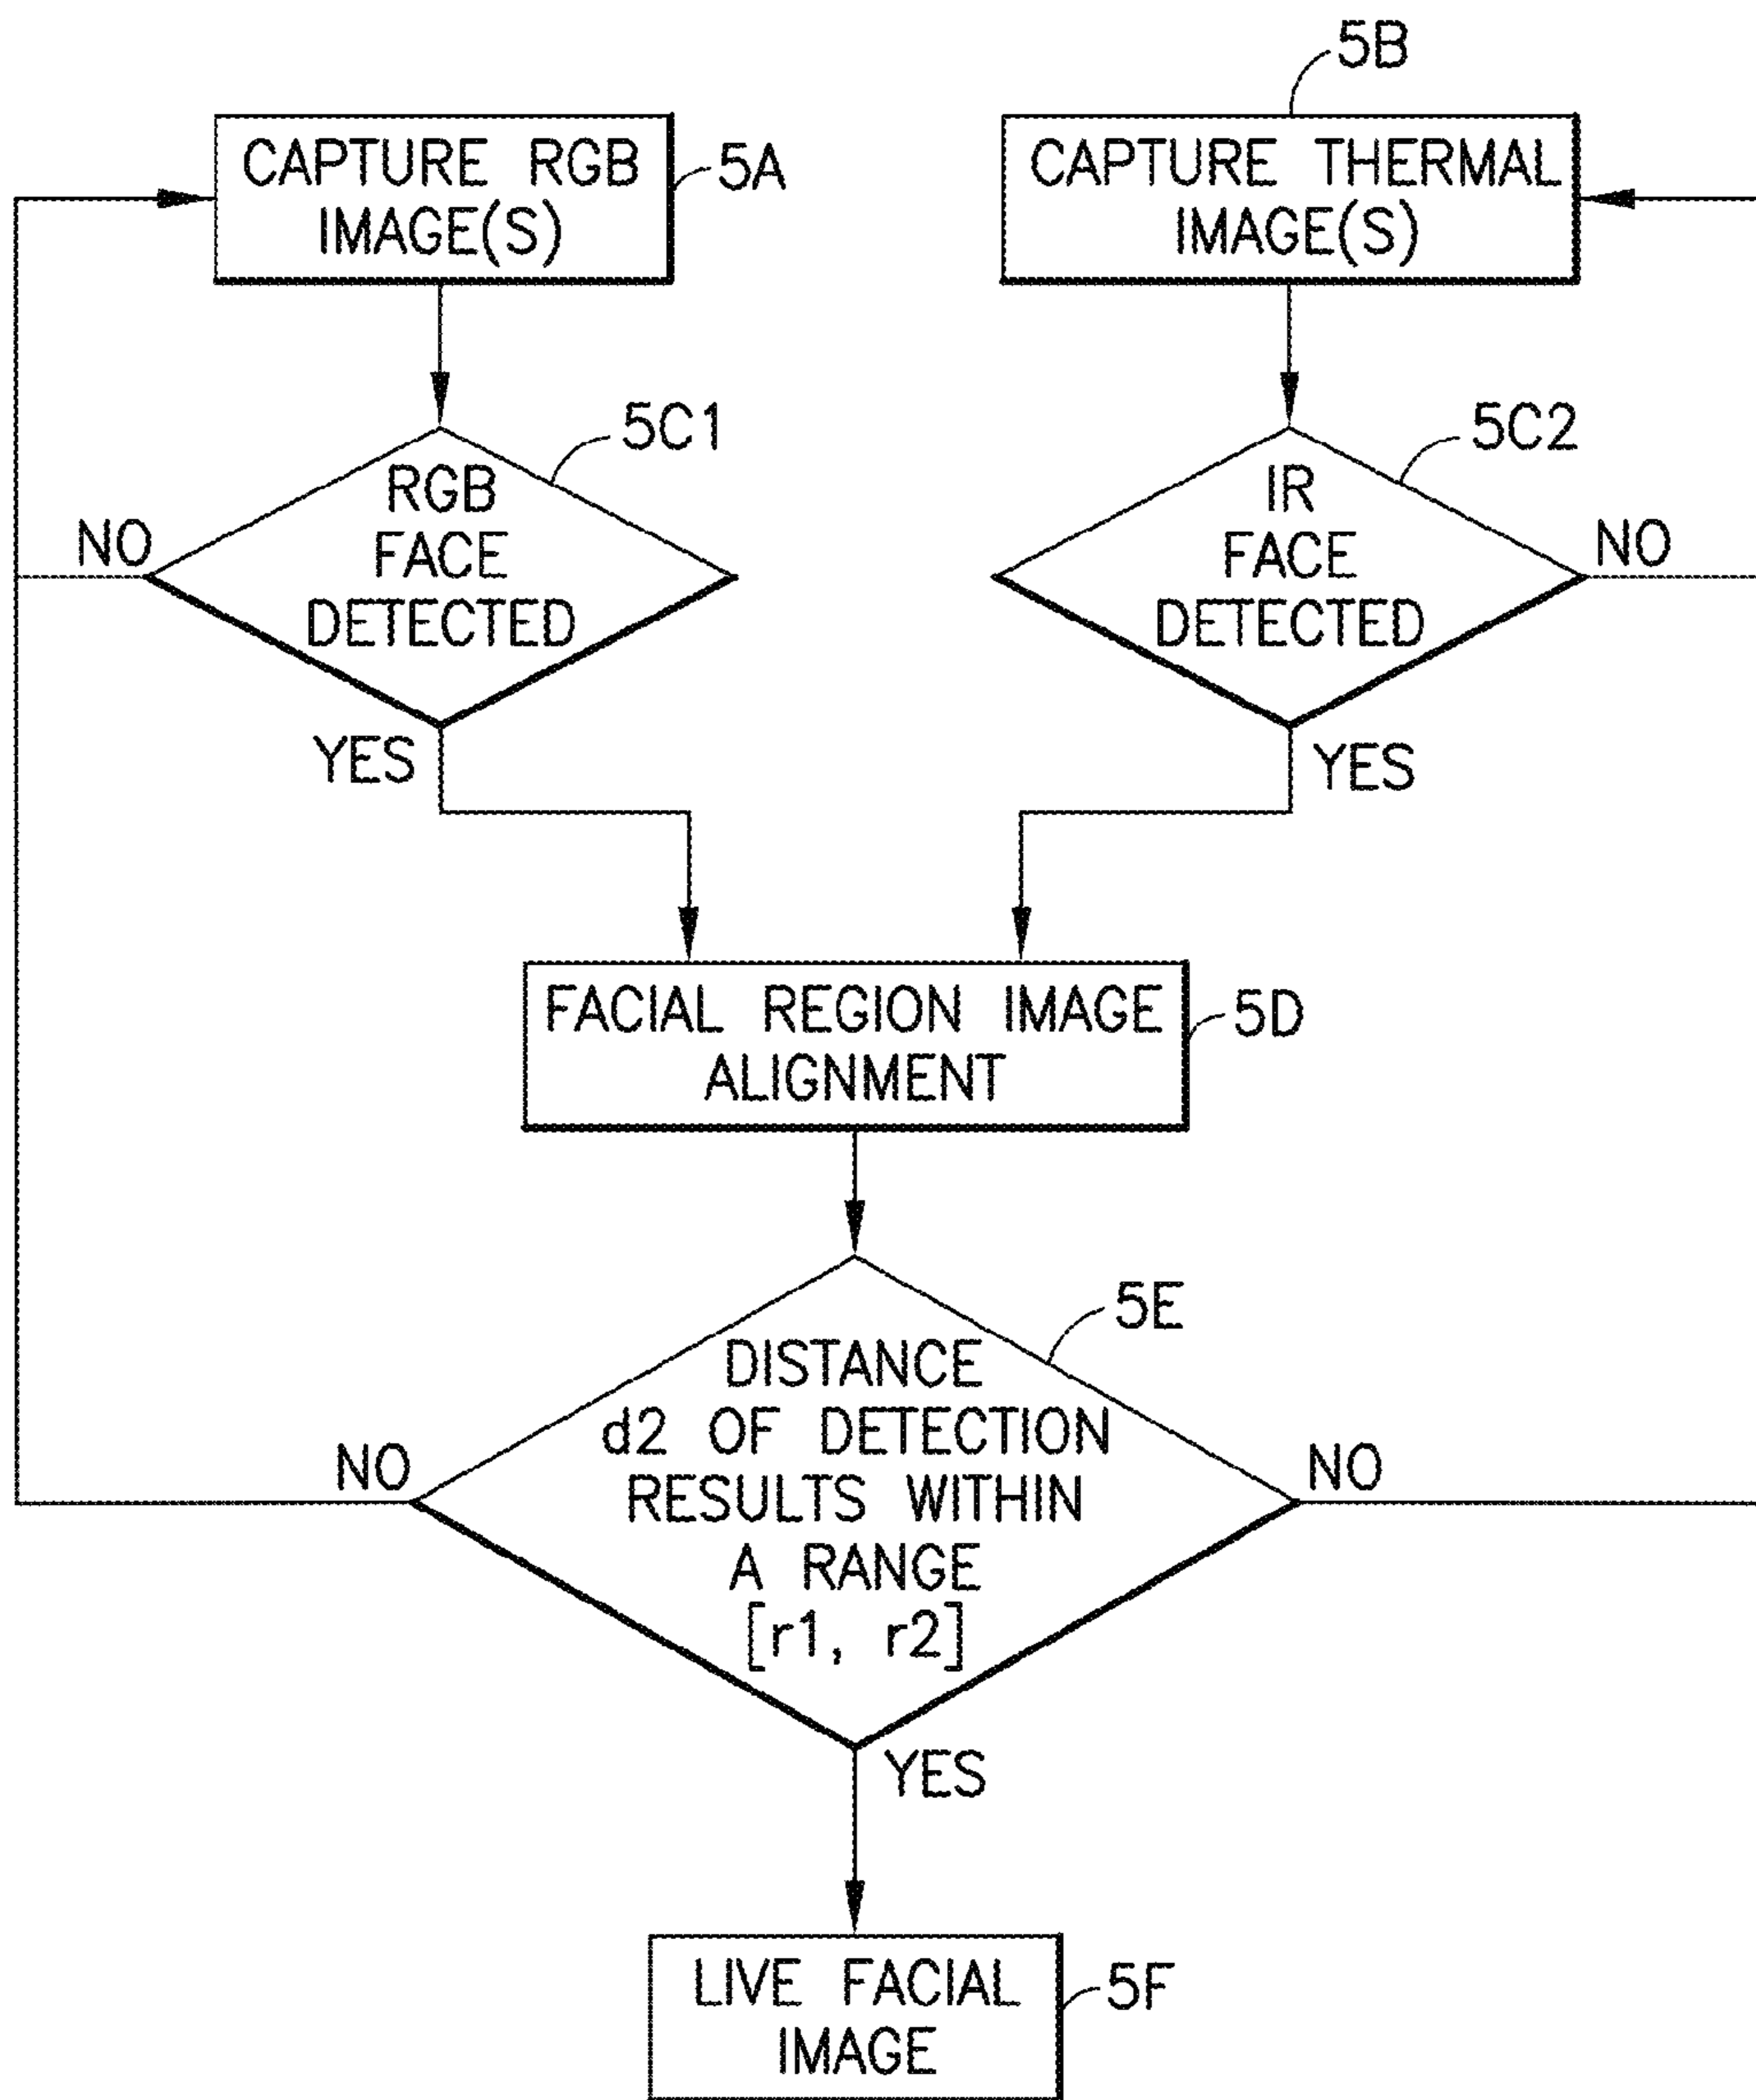 5B
CAPTURE RGB
IMAGE(S)
5A
CAPTURE THERMAL
IMAGE(S)
5C1
RGB
FACE
DETECTED
NO
YES
5C2
IR
FACE
DETECTED
NO
YES
FACIAL REGION IMAGE
ALIGNMENT
5D
5E
DISTANCE
d2 OF DETECTION
RESULTS WITHIN
A RANGE
[r1, r2]
NO
NO
YES
LIVE FACIAL
IMAGE
5F